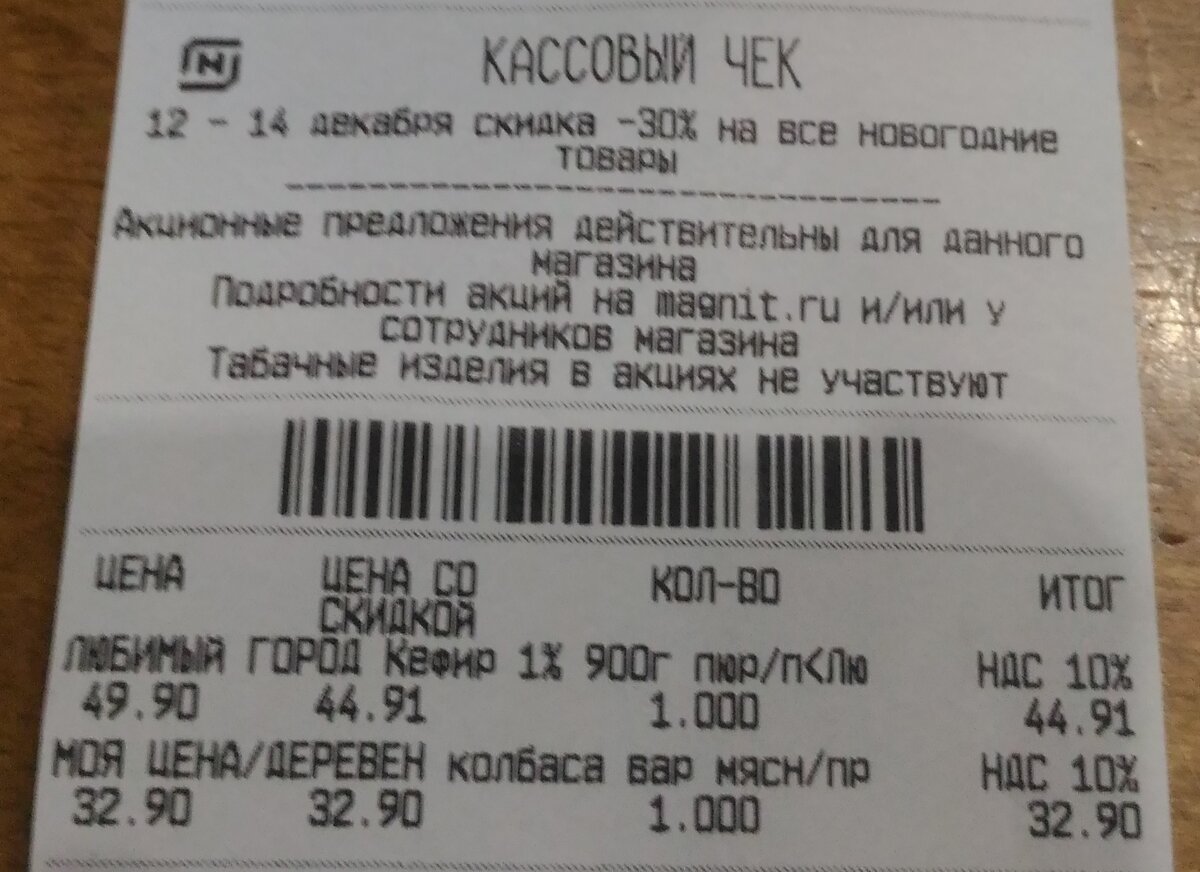 КАССОВЫЙ ЧЕК
12 - 14 декабря скидка -30% на все новогодние
товары
Акционные предложения действительны для данного
магазина
Подробности акций на magnit.ru и/или у
сотрудников магазина
Табачные изделия в акциях не участвуют
ЦЕНА ЦЕНА СО КОЛ-ВО ИТОГ
СКИДКОЙ
ЛЮБИМЫЙ ГОРОД Кефир 1% 900г пюр/п<Лю НДС 10%
49.90 44.91 1.000 44.91
МОЯ ЦЕНА/ДЕРЕВЕН колбаса вар мясн/пр НДС 10%
32.90 32.90 1.000 32.90